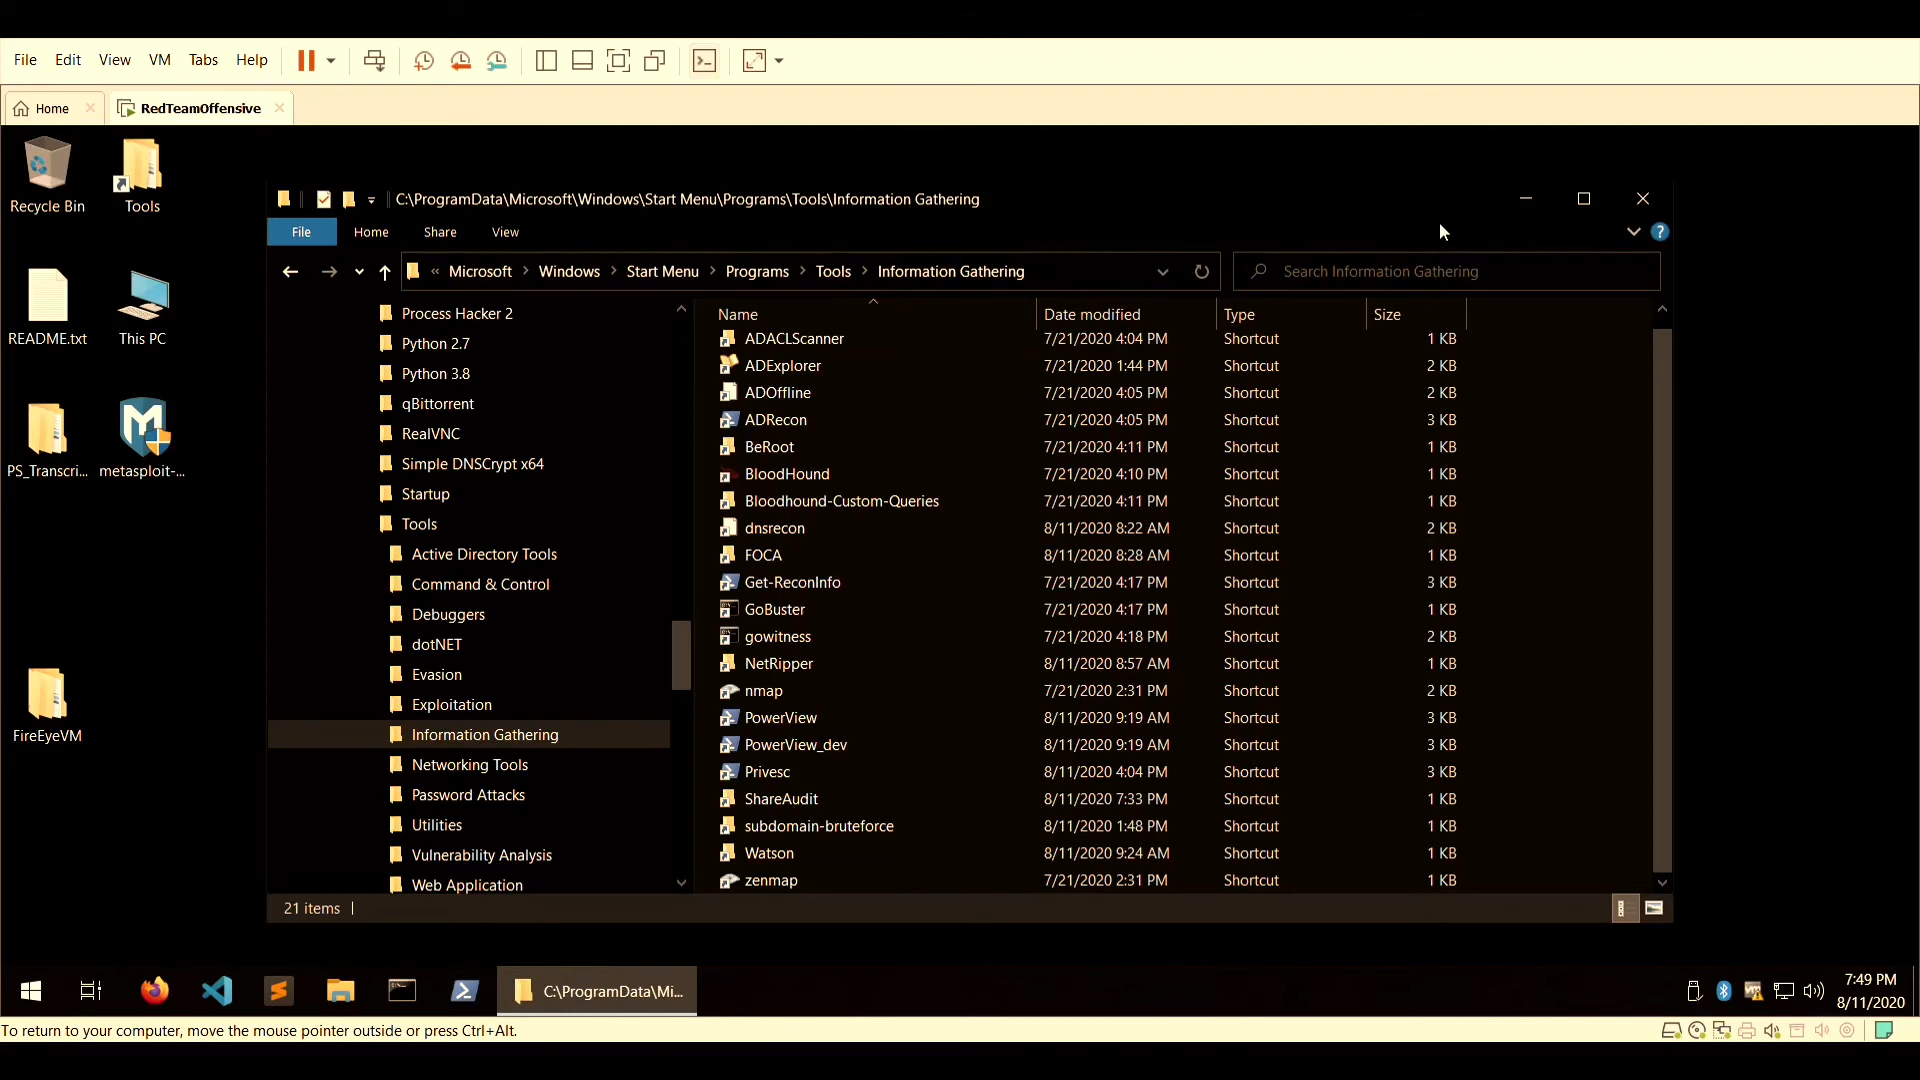 File Edit View VM Tabs Help
Home RedTeamOffensive
Recycle Bin Tools
README.txt This PC
PS_Transcri... metasploit-...
FireEyeVM
C:\ProgramData\Microsoft\Windows\Start Menu\Programs\Tools\Information Gathering
File Home Share View
« Microsoft > Windows > Start Menu > Programs > Tools > Information Gathering
Search Information Gathering
Process Hacker 2
Python 2.7
Python 3.8
qBittorrent
RealVNC
Simple DNSCrypt x64
Startup
Tools
Active Directory Tools
Command & Control
Debuggers
dotNET
Evasion
Exploitation
Information Gathering
Networking Tools
Password Attacks
Utilities
Vulnerability Analysis
Web Application
Name Date modified Type Size
ADACLScanner 7/21/2020 4:04 PM Shortcut 1 KB
ADExplorer 7/21/2020 1:44 PM Shortcut 2 KB
ADOffline 7/21/2020 4:05 PM Shortcut 2 KB
ADRecon 7/21/2020 4:05 PM Shortcut 3 KB
BeRoot 7/21/2020 4:11 PM Shortcut 1 KB
BloodHound 7/21/2020 4:10 PM Shortcut 1 KB
Bloodhound-Custom-Queries 7/21/2020 4:11 PM Shortcut 1 KB
dnsrecon 8/11/2020 8:22 AM Shortcut 2 KB
FOCA 8/11/2020 8:28 AM Shortcut 1 KB
Get-ReconInfo 7/21/2020 4:17 PM Shortcut 3 KB
GoBuster 7/21/2020 4:17 PM Shortcut 1 KB
gowitness 7/21/2020 4:18 PM Shortcut 2 KB
NetRipper 8/11/2020 8:57 AM Shortcut 1 KB
nmap 7/21/2020 2:31 PM Shortcut 2 KB
PowerView 8/11/2020 9:19 AM Shortcut 3 KB
PowerView_dev 8/11/2020 9:19 AM Shortcut 3 KB
Privesc 8/11/2020 4:04 PM Shortcut 3 KB
ShareAudit 8/11/2020 7:33 PM Shortcut 1 KB
subdomain-bruteforce 8/11/2020 1:48 PM Shortcut 1 KB
Watson 8/11/2020 9:24 AM Shortcut 1 KB
zenmap 7/21/2020 2:31 PM Shortcut 1 KB
21 items
C:\ProgramData\Mi...
7:49 PM
8/11/2020
To return to your computer, move the mouse pointer outside or press Ctrl+Alt.